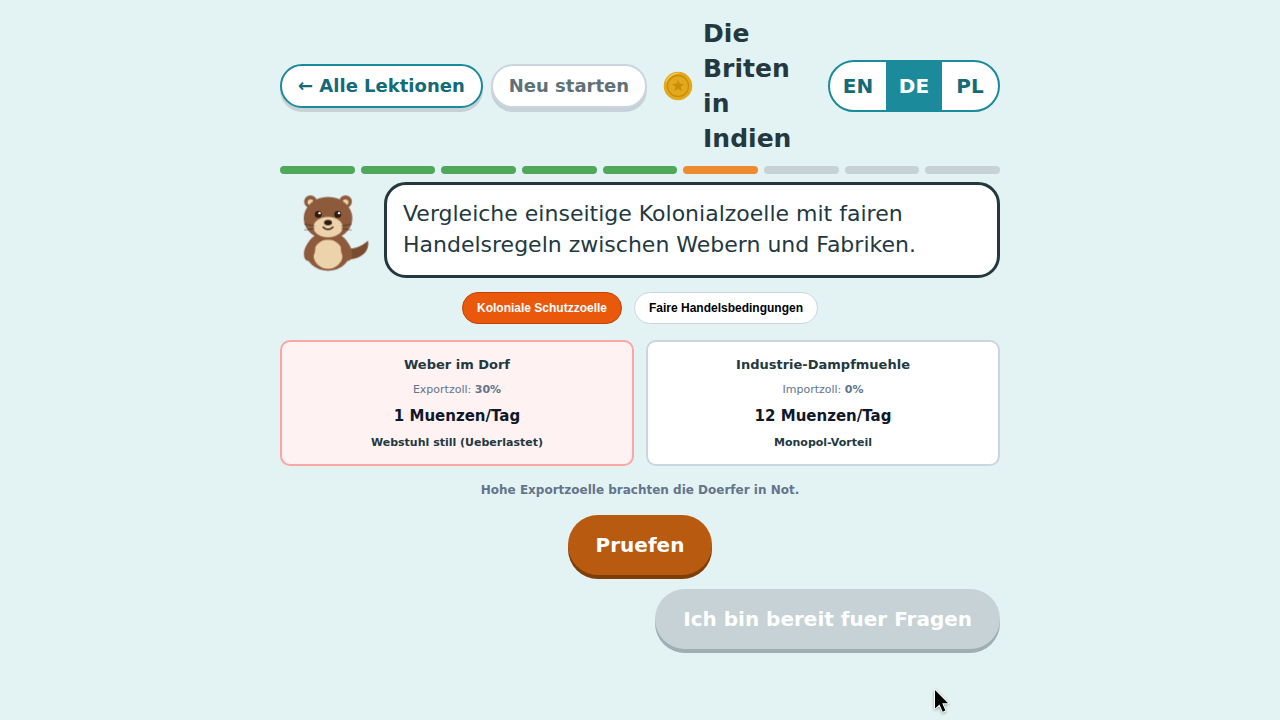 ← Alle Lektionen
Neu starten
Die
Briten
in
Indien
EN DE PL
Vergleiche einseitige Kolonialzoelle mit fairen
Handelsregeln zwischen Webern und Fabriken.
Koloniale Schutzzoelle
Faire Handelsbedingungen
Weber im Dorf
Exportzoll: 30%
1 Muenzen/Tag
Webstuhl still (Ueberlastet)
Industrie-Dampfmuehle
Importzoll: 0%
12 Muenzen/Tag
Monopol-Vorteil
Hohe Exportzoelle brachten die Doerfer in Not.
Pruefen
Ich bin bereit fuer Fragen